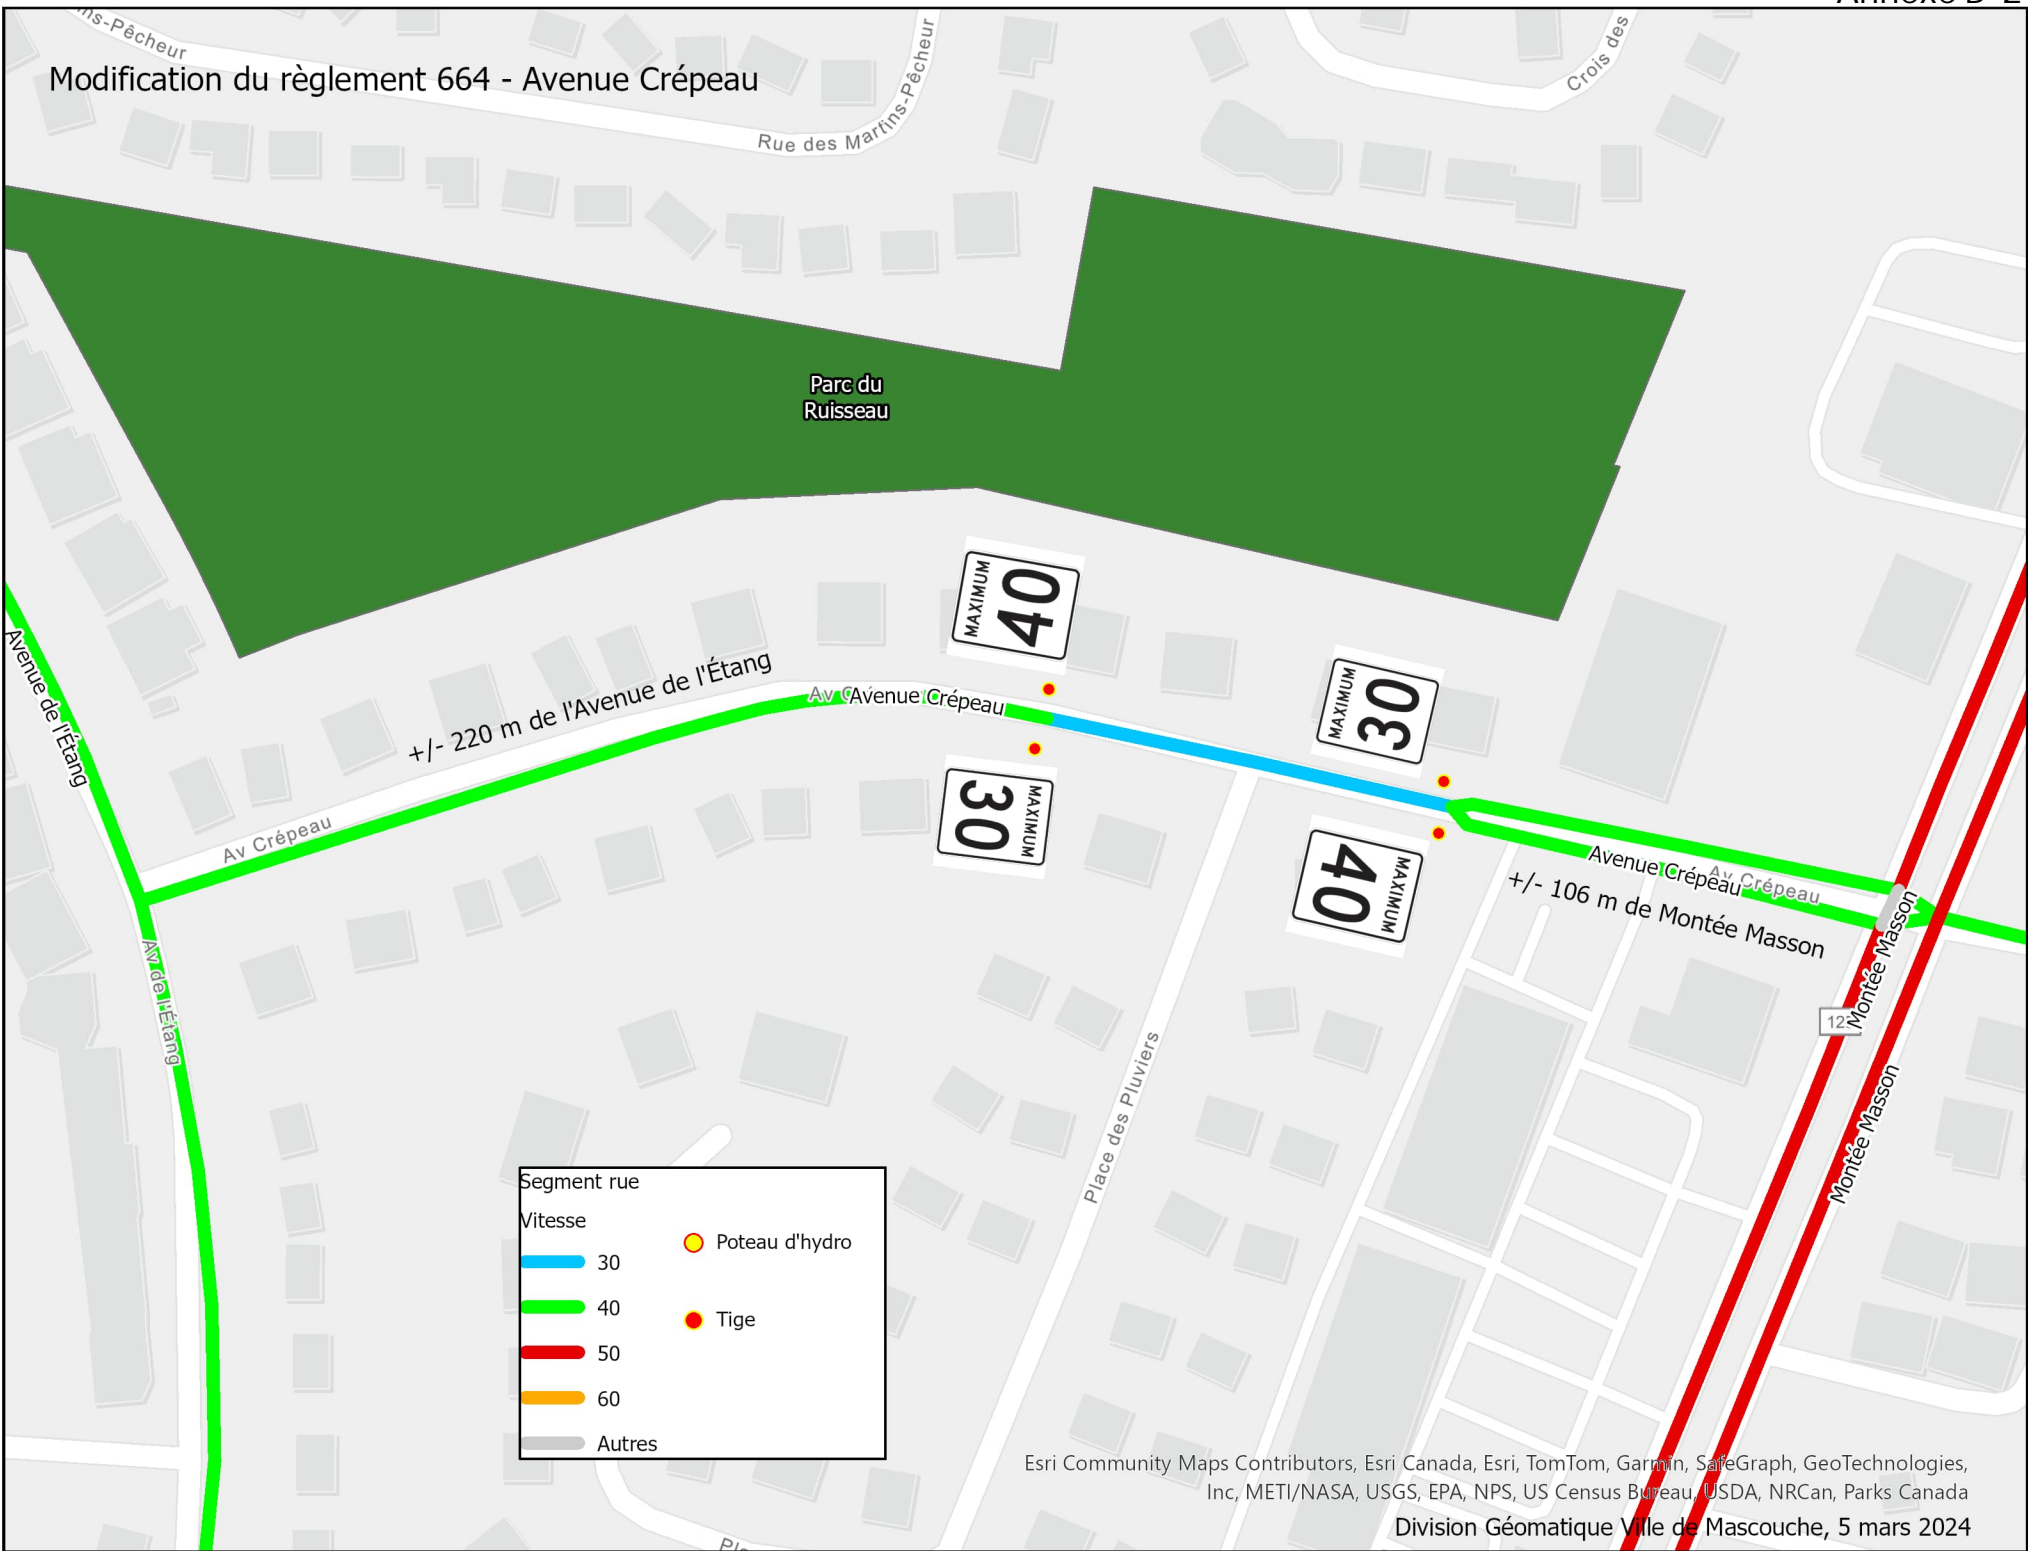 Modification du règlement 664 - Avenue Crépeau
Rue des Martins-Pêcheur
Crois des
Parc du
Ruisseau
MAXIMUM
40
MAXIMUM
30
+/- 220 m de l'Avenue de l'Étang
Avenue Crépeau
Avenue de l'Étang
Av Crépeau
30
MAXIMUM
40
MAXIMUM
Avenue Crépeau
Av Crépeau
+/- 106 m de Montée Masson
Montée Masson
Av de l'Étang
Montée Masson
Place des Pluviers
Segment rue
Vitesse
30
40
50
60
Autres
Poteau d'hydro
Tige
Esri Community Maps Contributors, Esri Canada, Esri, TomTom, Garmin, SafeGraph, GeoTechnologies,
Inc, METI/NASA, USGS, EPA, NPS, US Census Bureau, USDA, NRCan, Parks Canada
Division Géomatique Ville de Mascouche, 5 mars 2024